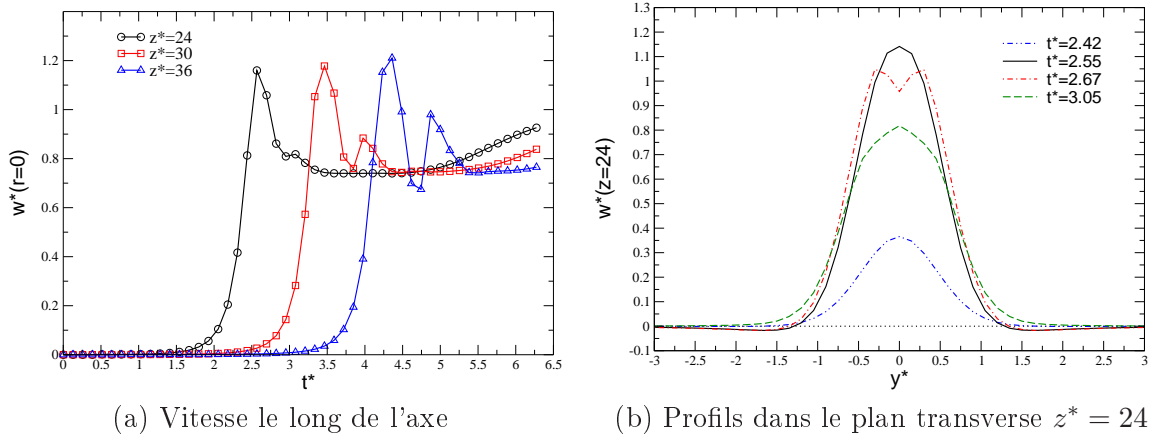 z*=24
z*=30
z*=36
1.2
1
0.8
0.6
0.4
0.2
0
w*(r=0)
0 0.5 1 1.5 2 2.5 3 3.5 4 4.5 5 5.5 6 6.5
t*
(a) Vitesse le long de l'axe
t*=2.42
t*=2.55
t*=2.67
t*=3.05
1.3
1.2
1.1
1
0.9
0.8
0.7
0.6
0.5
0.4
0.3
0.2
0.1
0
-0.1
w*(z=24)
-3 -2.5 -2 -1.5 -1 -0.5 0 0.5 1 1.5 2 2.5 3
y*
(b) Profils dans le plan transverse z* = 24